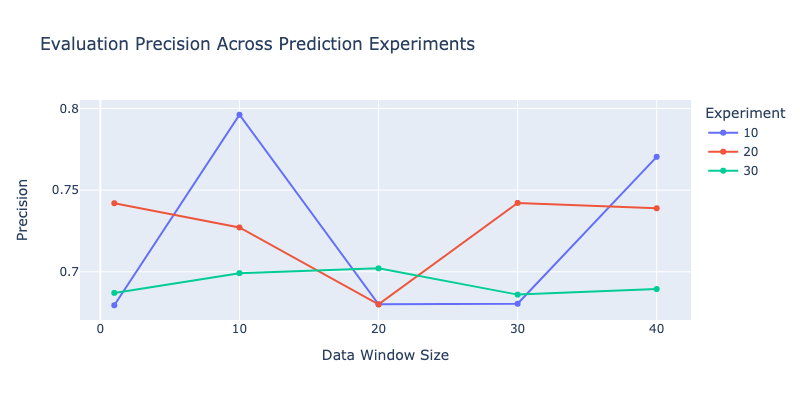 Evaluation Precision Across Prediction Experiments
Experiment
10
20
30
Precision
0.8
0.75
0.7
0 10 20 30 40
Data Window Size